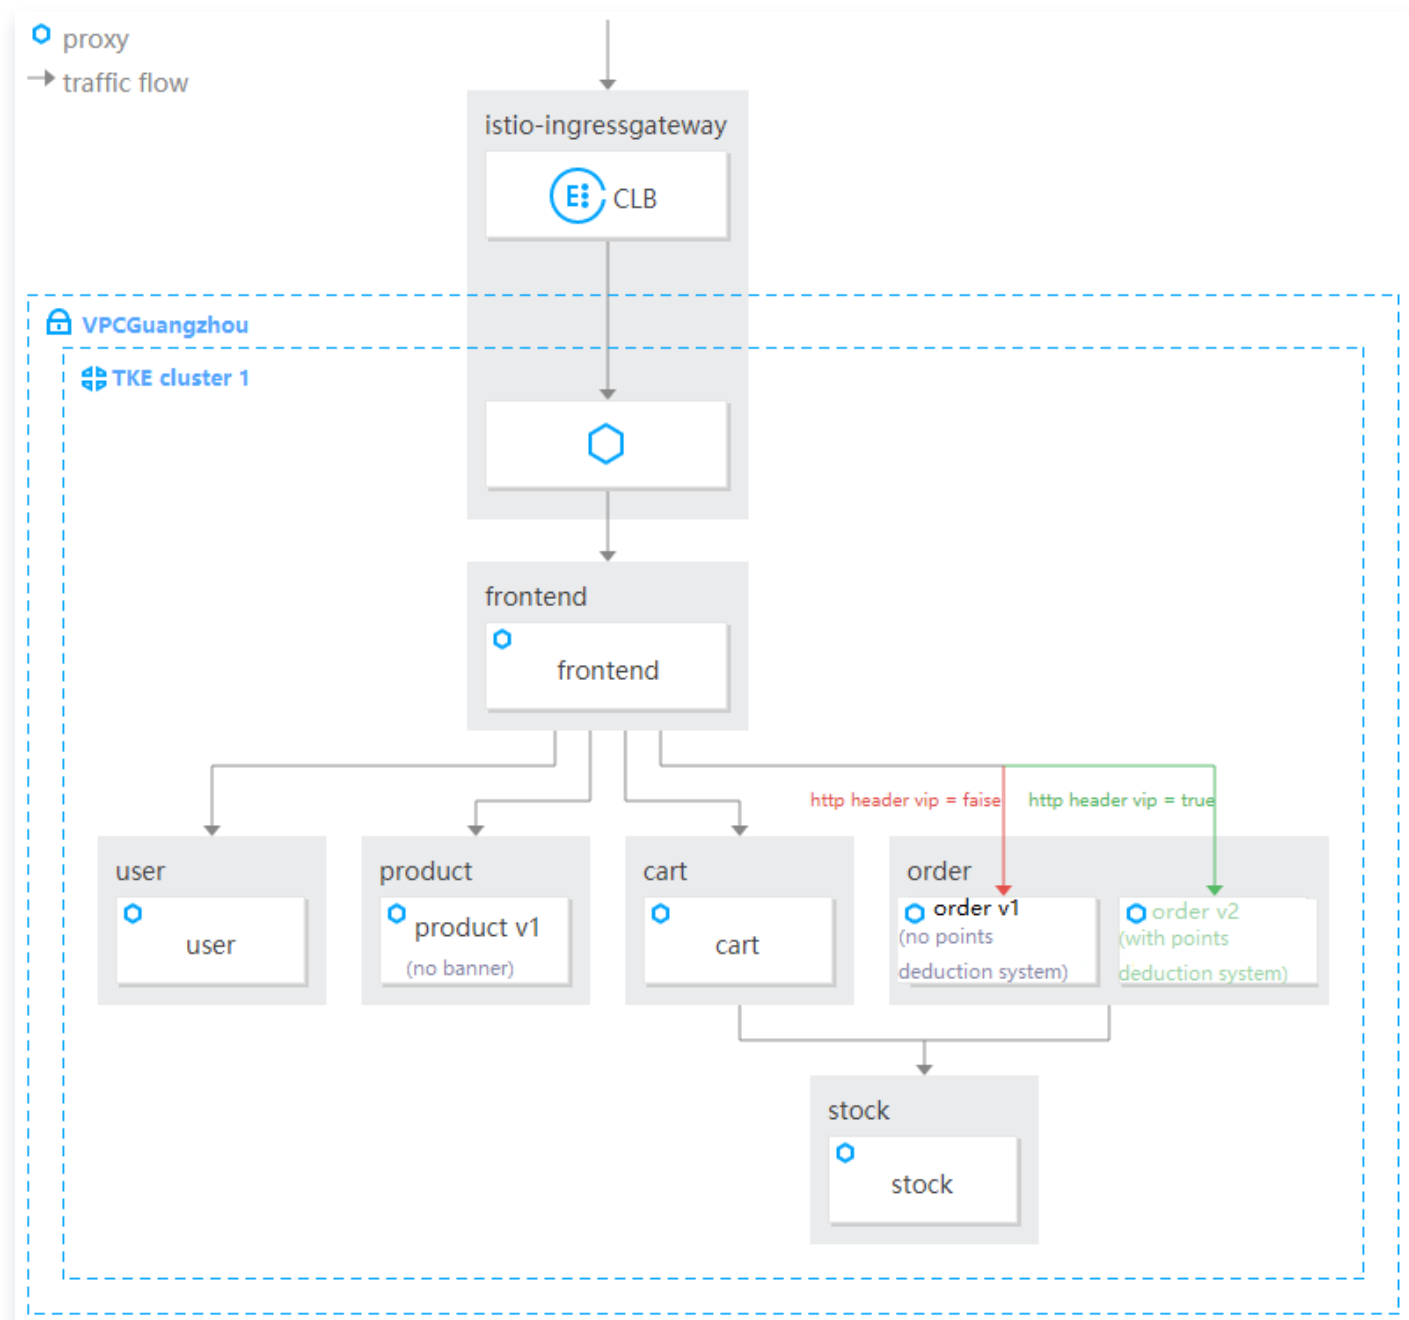 proxy
traffic flow
istio-ingressgateway
CLB
VPCGuangzhou
TKE cluster 1
frontend
frontend
http header vip = faise
http header vip = true
user
user
product
product v1
(no banner)
cart
cart
order
order v1
(no points
deduction system)
order v2
(with points
deduction system)
stock
stock